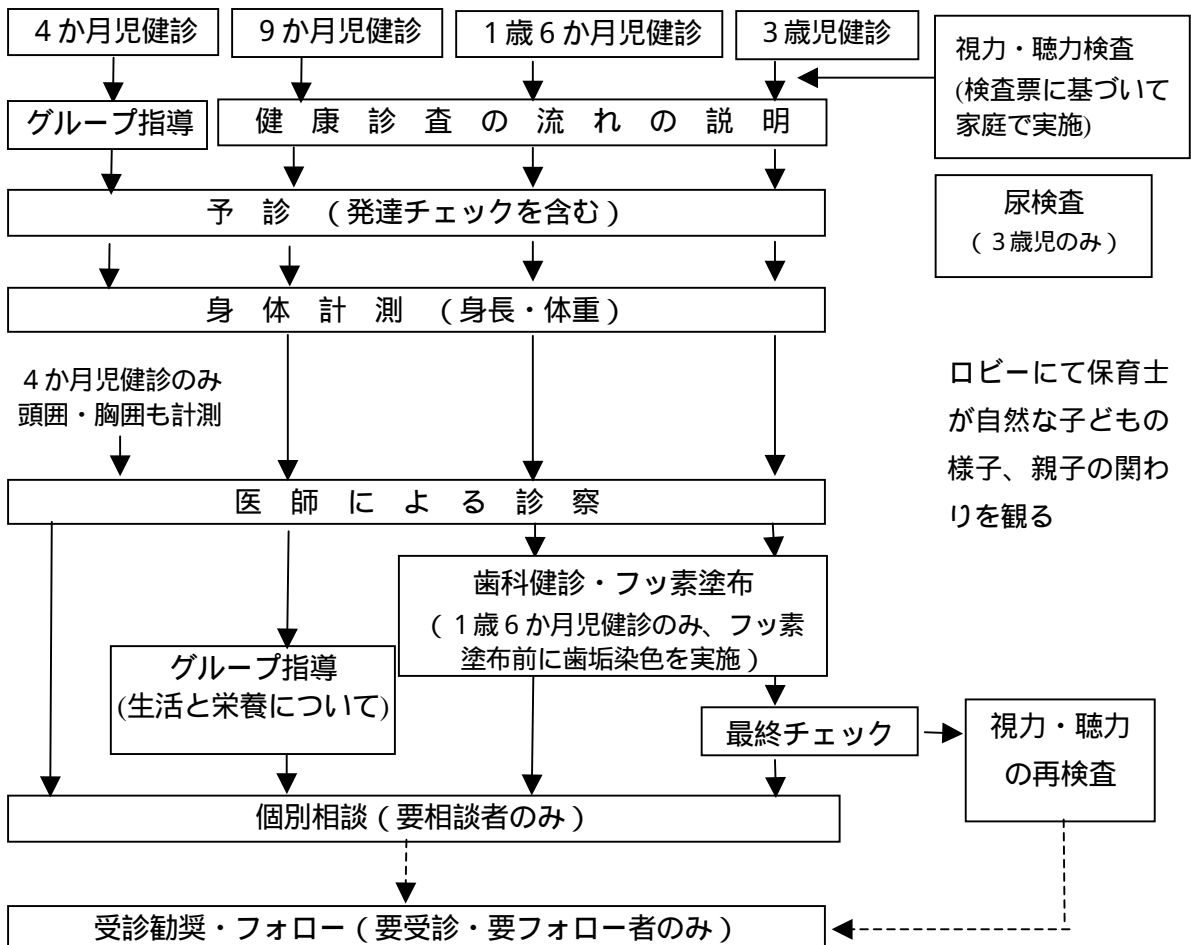 ４か月児健診
９か月児健診
１歳６か月児健診
３歳児健診
視力・聴力検査
(検査票に基づいて
家庭で実施)
グループ指導
健康診査の流れの説明
予診（発達チェックを含む）
尿検査
（３歳児のみ）
身体計測（身長・体重）
４か月児健診のみ
頭囲・胸囲も計測
ロビーにて保育士
が自然な子どもの
様子、親子の関わ
りを観る
医師による診察
歯科健診・フッ素塗布
（１歳６か月児健診のみ、フッ素
塗布前に歯垢染色を実施）
グループ指導
(生活と栄養について)
最終チェック
視力・聴力
の再検査
個別相談（要相談者のみ）
受診勧奨・フォロー（要受診・要フォロー者のみ）